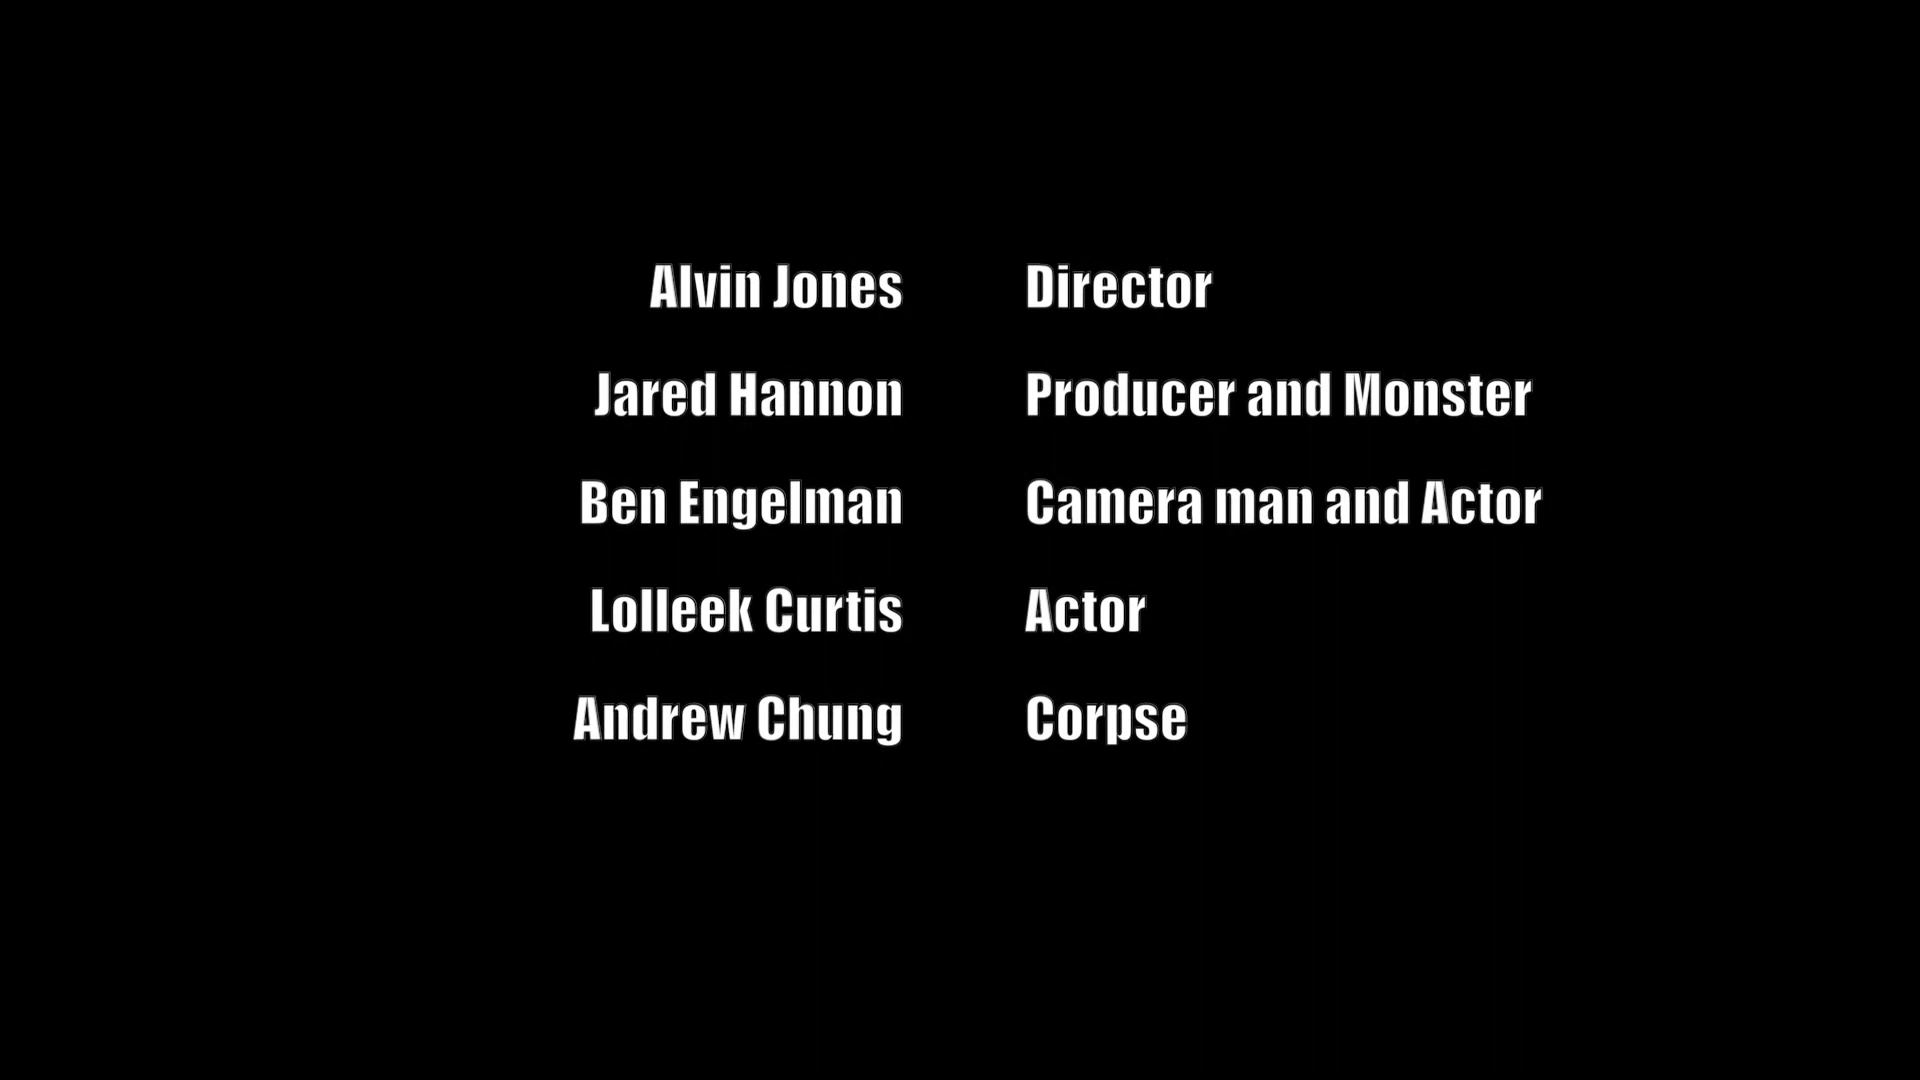 Alvin Jones Director
Jared Hannon Producer and Monster
Ben Engelman Camera man and Actor
Lolleek Curtis Actor
Andrew Chung Corpse